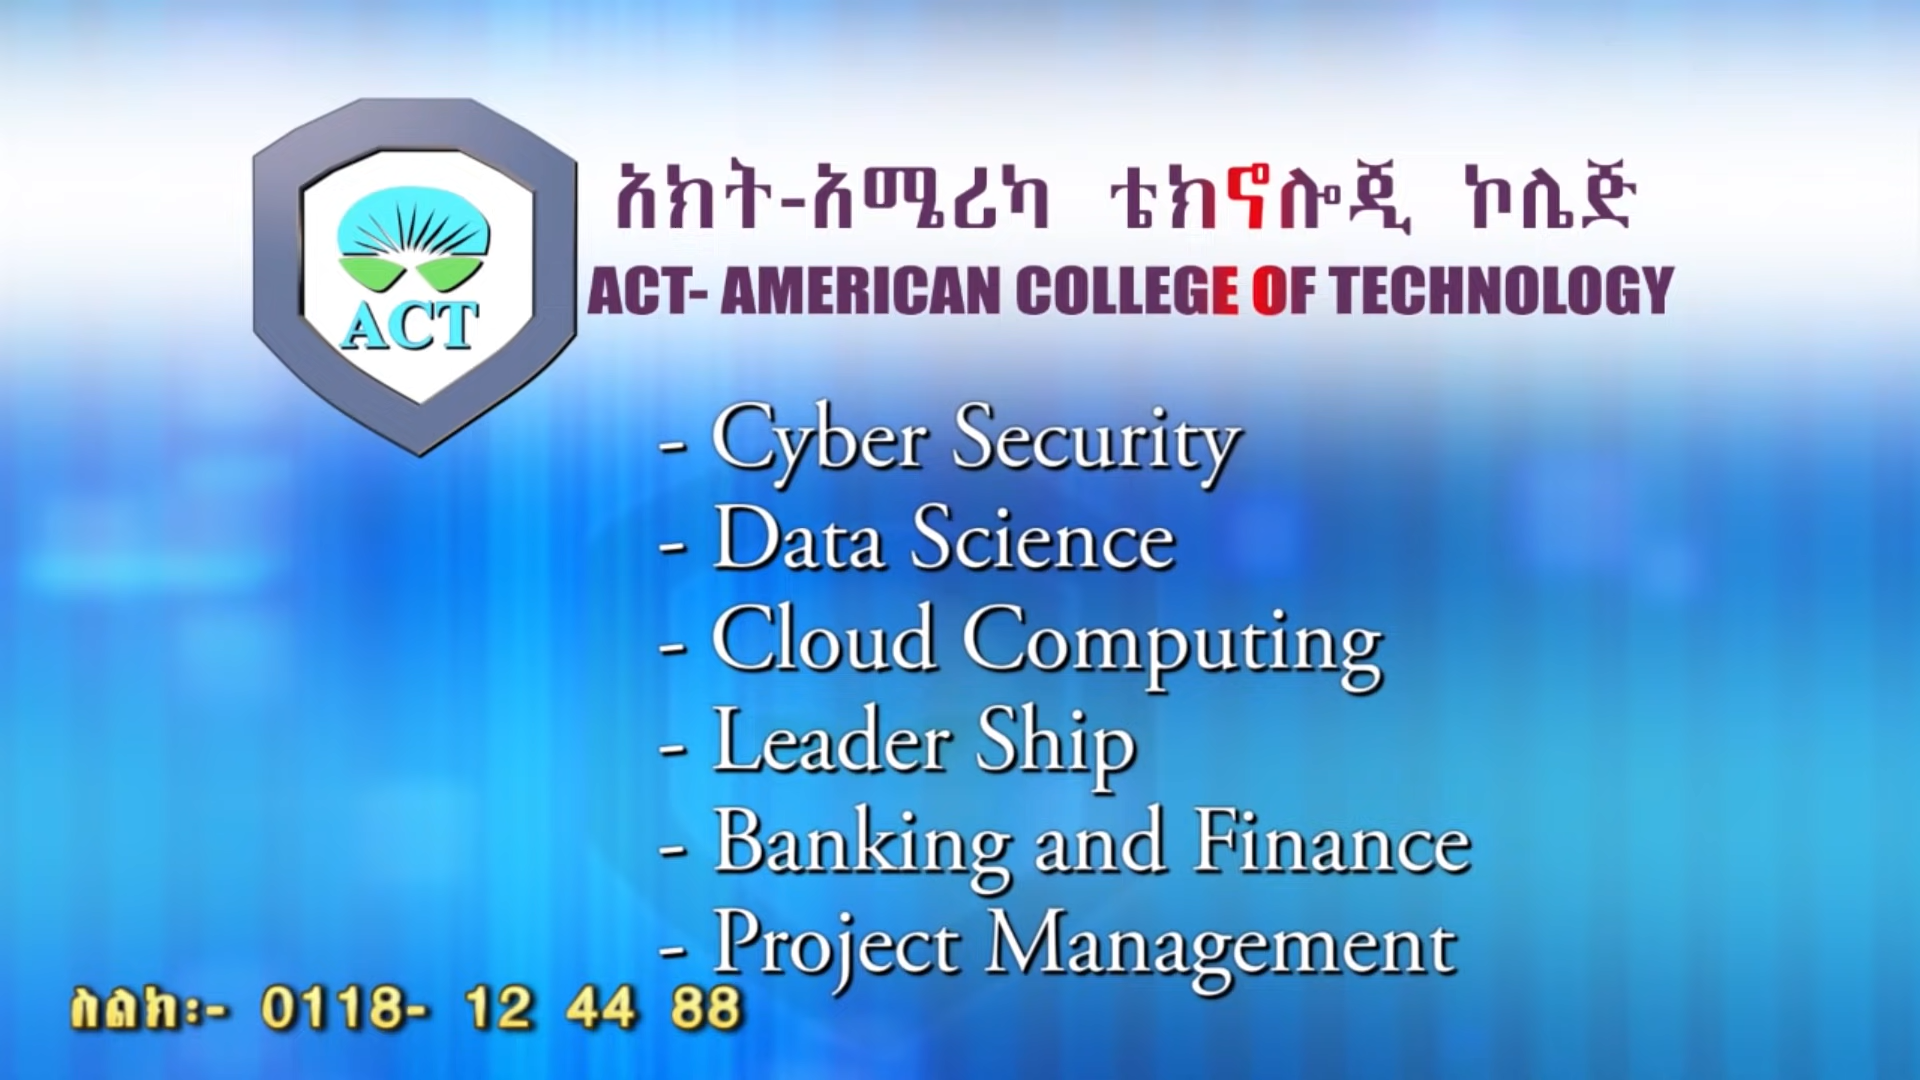 ACT
አክት-አሜሪካ ቴክኖሎጂ ኮሌጅ
ACT- AMERICAN COLLEGE OF TECHNOLOGY
- Cyber Security
- Data Science
- Cloud Computing
- Leader Ship
- Banking and Finance
- Project Management
ስልክ፡- 0118- 12 44 88